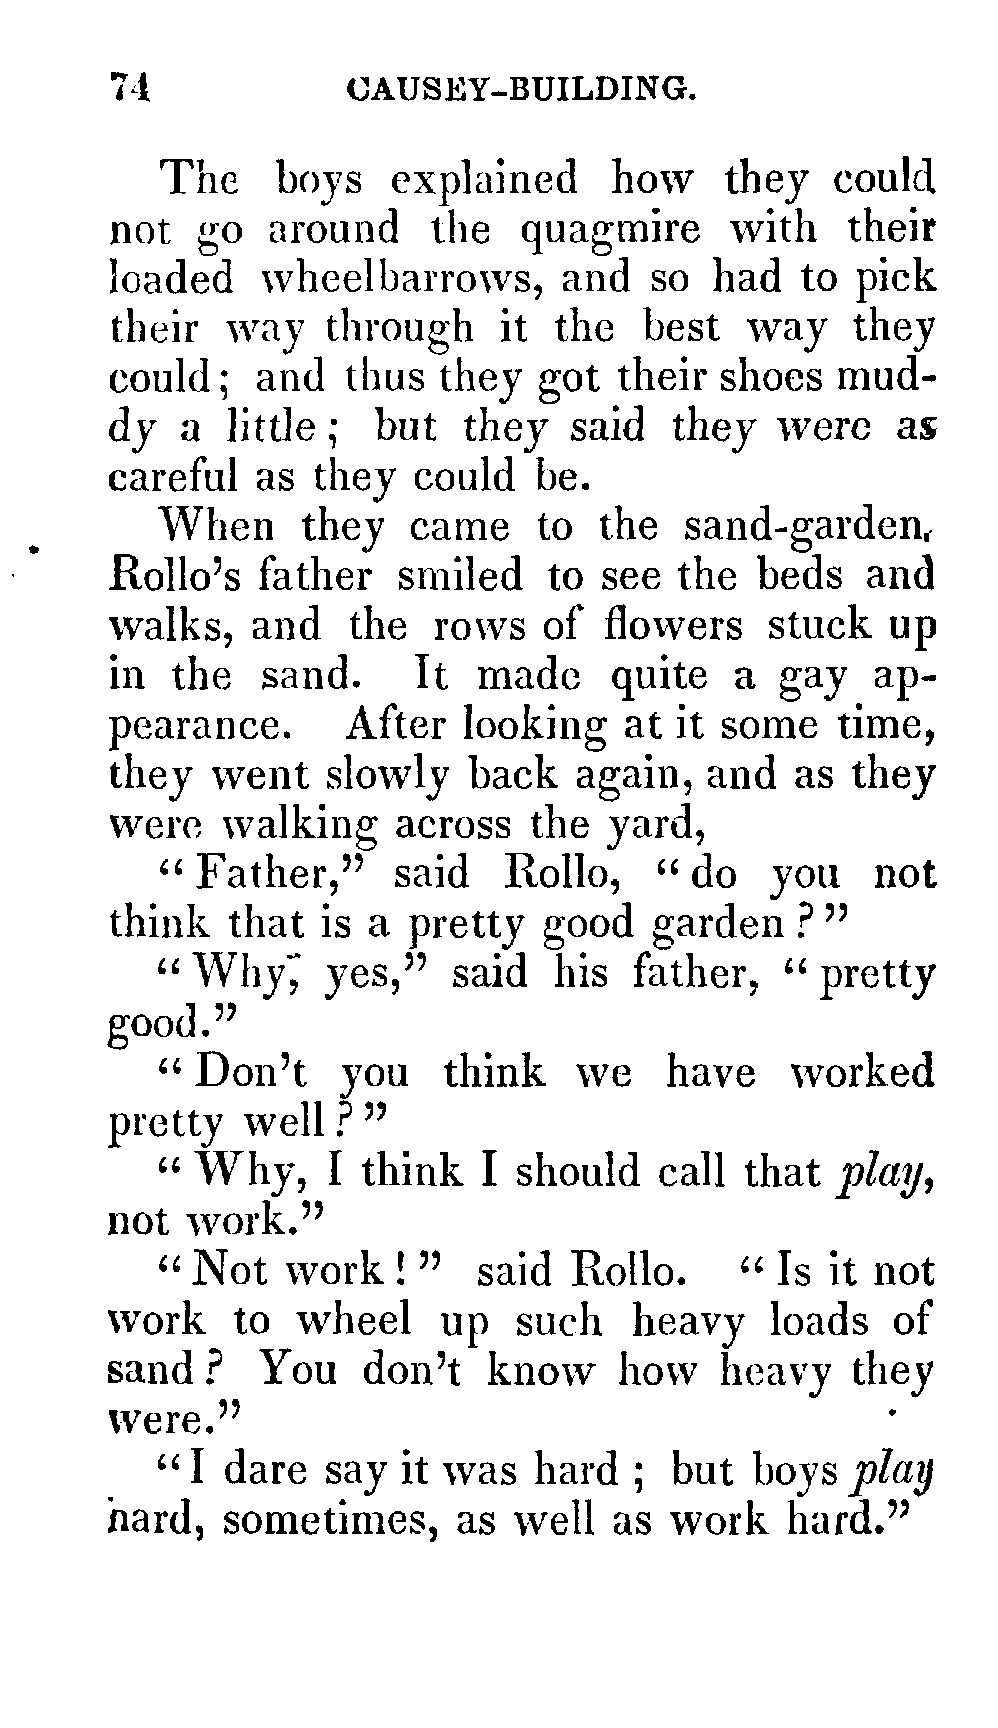 74 CAUSEY-BUILDING.
The boys explained how they could
not go around the quagmire with their
loaded wheelbarrows, and so had to pick
their way through it the best way they
could; and thus they got their shoes mud-
dy a little; but they said they were as
careful as they could be.
When they came to the sand-garden,
Rollo's father smiled to see the beds and
walks, and the rows of flowers stuck up
in the sand. It made quite a gay ap-
pearance. After looking at it some time,
they went slowly back again, and as they
were walking across the yard,
“Father,” said Rollo, “do you not
think that is a pretty good garden?”
“Why, yes,” said his father, “pretty
good.”
“Don't you think we have worked
pretty well?”
“Why, I think I should call that play,
not work.”
“Not work!” said Rollo. “Is it not
work to wheel up such heavy loads of
sand? You don't know how heavy they
were.”
“I dare say it was hard; but boys play
hard, sometimes, as well as work hard.”